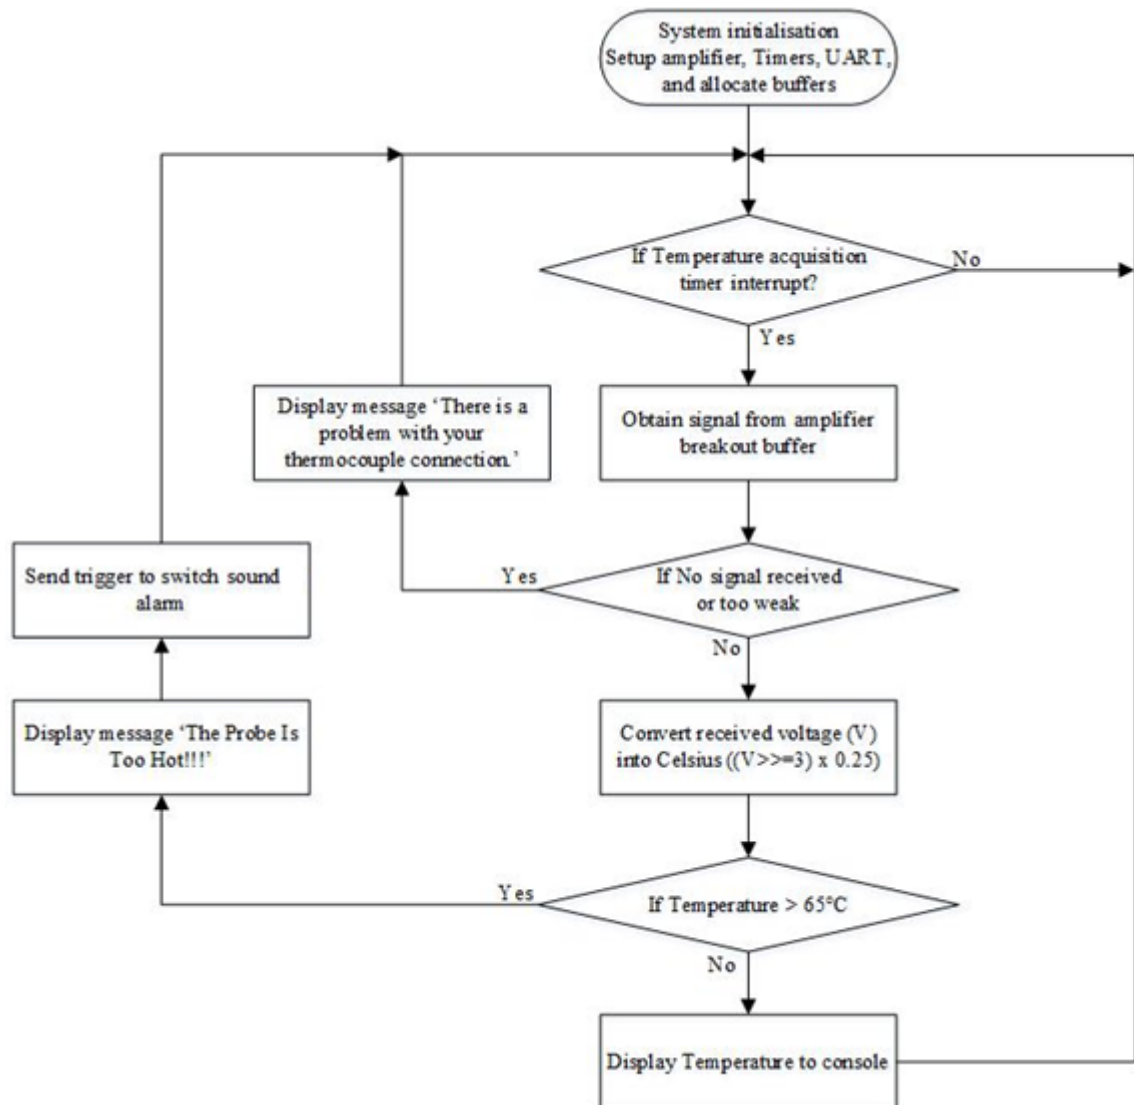 System initialisation
Setup amplifier, Timers, UART,
and allocate buffers
If Temperature acquisition
timer interrupt?
No
Yes
Display message ‘There is a
problem with your
thermocouple connection.’
Obtain signal from amplifier
breakout buffer
Send trigger to switch sound
alarm
Yes
If No signal received
or too weak
No
Display message ‘The Probe Is
Too Hot!!!’
Convert received voltage (V)
into Celsius ((V>>=3) x 0.25)
Yes
If Temperature > 65°C
No
Display Temperature to console